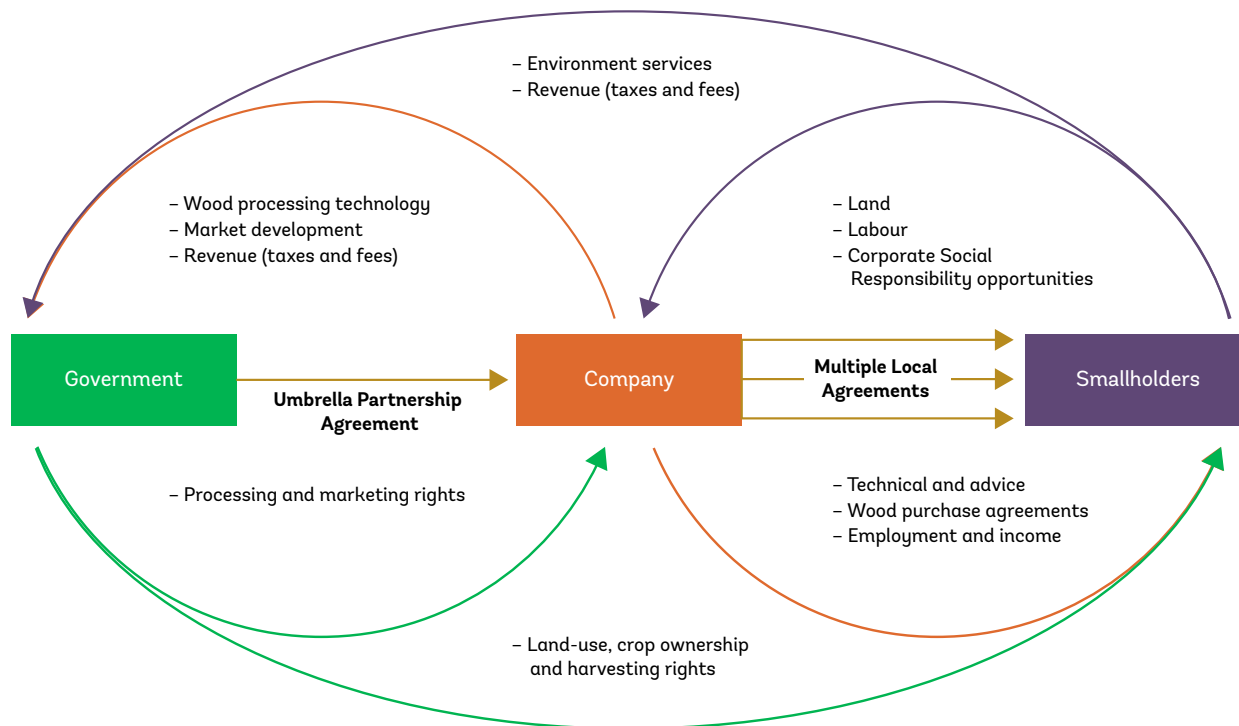 – Environment services
– Revenue (taxes and fees)
– Wood processing technology
– Market development
– Revenue (taxes and fees)
– Land
– Labour
– Corporate Social
Responsibility opportunities
Government
Umbrella Partnership
Agreement
Company
Multiple Local
Agreements
Smallholders
– Processing and marketing rights
– Technical and advice
– Wood purchase agreements
– Employment and income
– Land-use, crop ownership
and harvesting rights